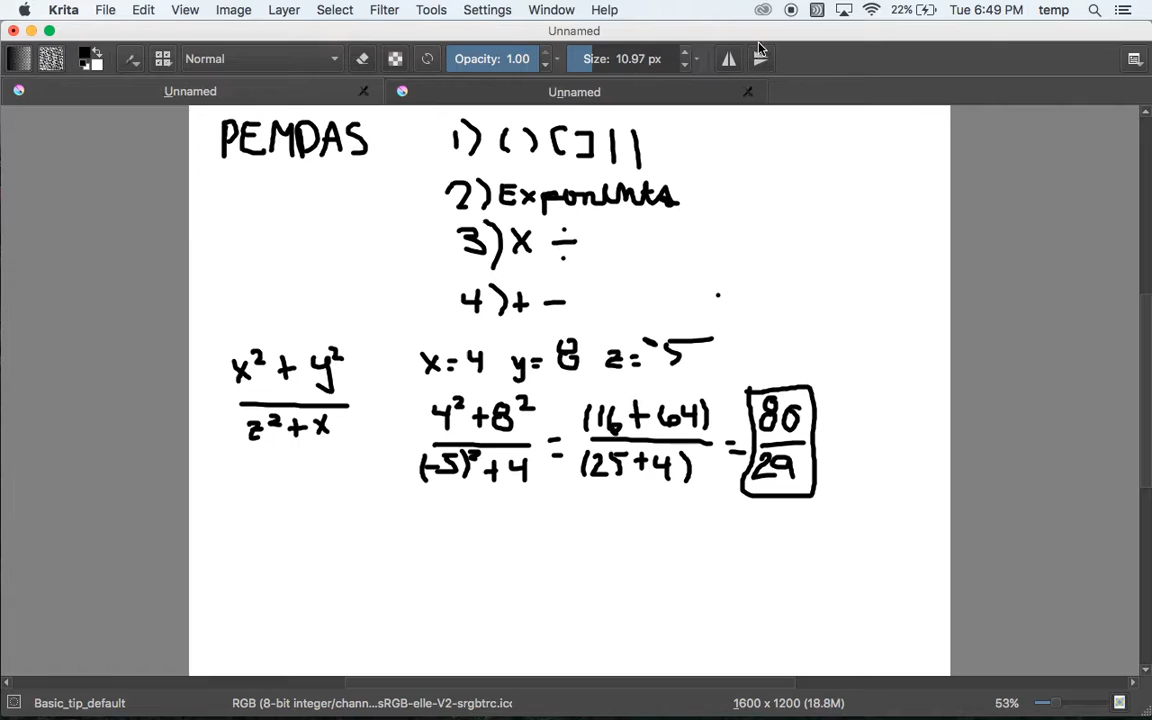 Krita File Edit View Image Layer Select Filter Tools Settings Window Help 22% Tue 6:49 PM temp
Unnamed
Normal Opacity: 1.00 Size: 10.97 px
Unnamed Unnamed
PEMDAS 1) ( ) [ ] | |
2) Exponents
3) X ÷
4) + −
x² + y² x=4 y=8 z=-5
z² + x
4² + 8² = (16+64) = 80
(-5)² + 4 (25+4) 29
Basic_tip_default RGB (8-bit integer/chann...sRGB-elle-V2-srgbtrc.icc 1600 x 1200 (18.8M) 53%